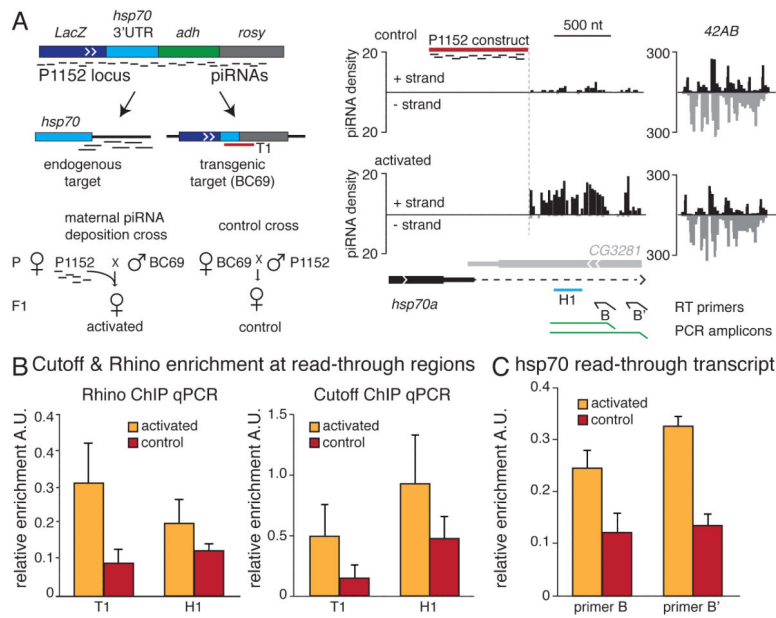 A
LacZ
hsp70
3'UTR
adh
rosy
P1152 locus
piRNAs
hsp70
endogenous
target
T1
transgenic
target (BC69)
maternal piRNA
deposition cross
control cross
P
P1152
X
BC69
BC69
X
P1152
F1
activated
control
control
P1152 construct
500 nt
42AB
piRNA density
20
20
+ strand
- strand
300
300
activated
piRNA density
20
20
+ strand
- strand
300
300
CG3281
hsp70a
H1
B
B'
RT primers
PCR amplicons
B Cutoff & Rhino enrichment at read-through regions
Rhino ChIP qPCR
relative enrichment A.U.
0.4
0.3
0.2
0.1
0
activated
control
T1
H1
Cutoff ChIP qPCR
relative enrichment A.U.
1.5
1.0
0.5
0
activated
control
T1
H1
C hsp70 read-through transcript
relative enrichment A.U.
0.4
0.3
0.2
0.1
0.0
activated
control
primer B
primer B'